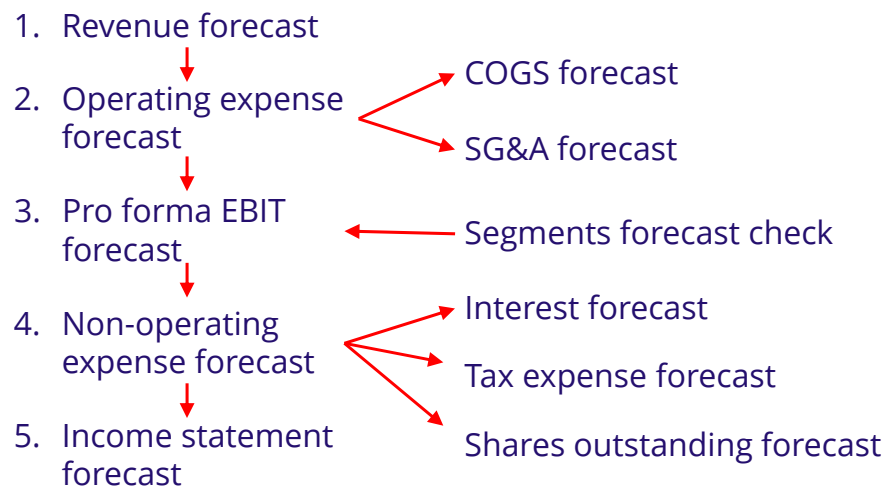 1. Revenue forecast
2. Operating expense
forecast
COGS forecast
SG&A forecast
3. Pro forma EBIT
forecast
Segments forecast check
4. Non-operating
expense forecast
Interest forecast
Tax expense forecast
Shares outstanding forecast
5. Income statement
forecast